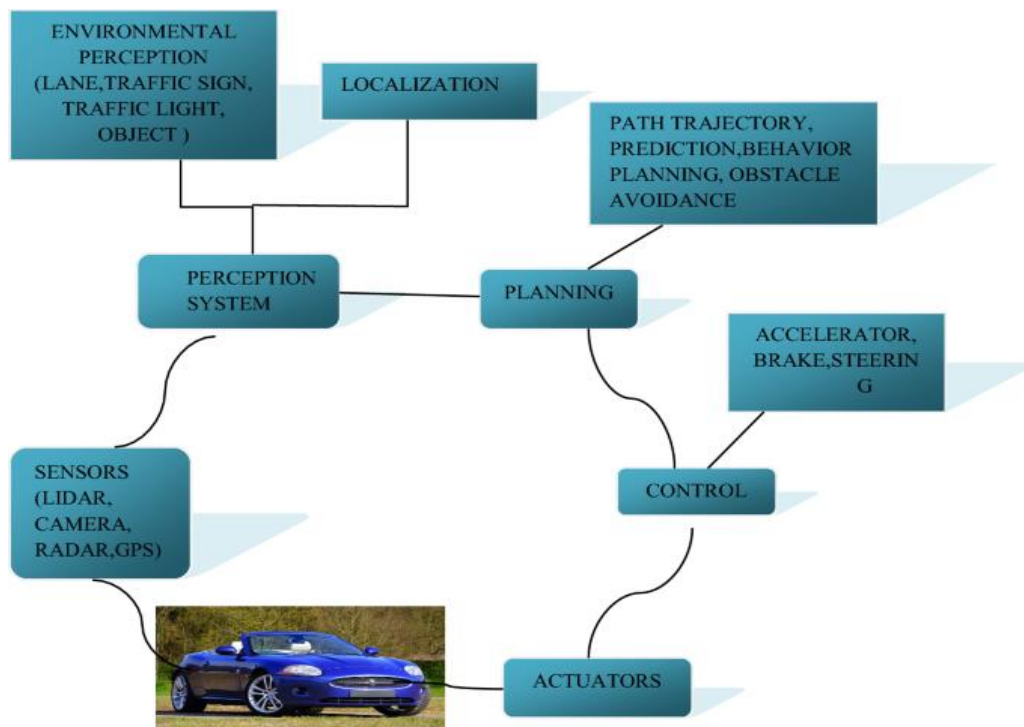 ENVIRONMENTAL
PERCEPTION
(LANE,TRAFFIC SIGN,
TRAFFIC LIGHT,
OBJECT )
LOCALIZATION
PATH TRAJECTORY,
PREDICTION,BEHAVIOR
PLANNING, OBSTACLE
AVOIDANCE
PERCEPTION
SYSTEM
PLANNING
ACCELERATOR,
BRAKE,STEERIN
G
SENSORS
(LIDAR,
CAMERA,
RADAR,GPS)
CONTROL
ACTUATORS